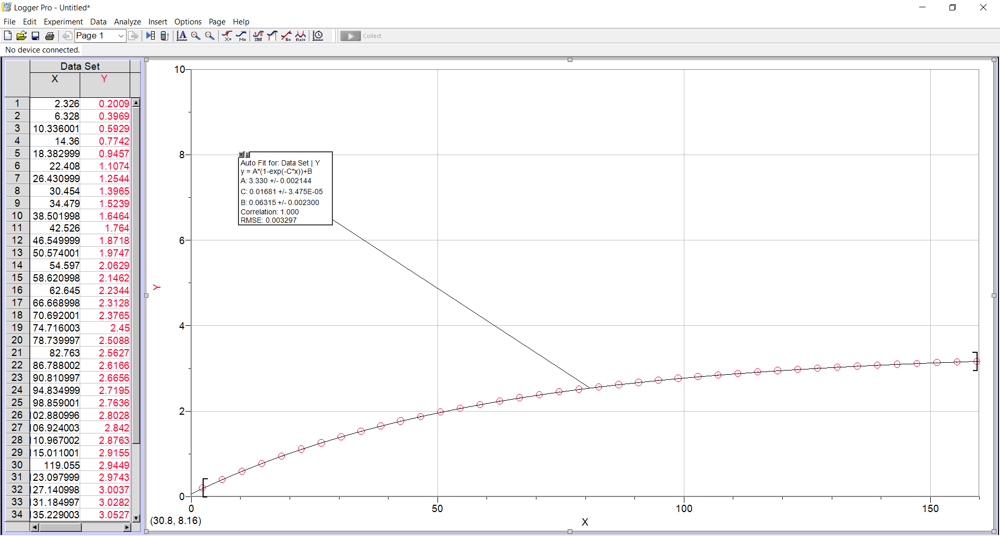 Logger Pro - Untitled*
File Edit Experiment Data Analyze Insert Options Page Help
Page 1 X= M= STAT R= f(x)= Collect
No device connected.
Data Set
X Y
1 2.326 0.2009
2 6.328 0.3969
3 10.336001 0.5929
4 14.36 0.7742
5 18.382999 0.9457
6 22.408 1.1074
7 26.430999 1.2544
8 30.454 1.3965
9 34.479 1.5239
10 38.501998 1.6464
11 42.526 1.764
12 46.549999 1.8718
13 50.574001 1.9747
14 54.597 2.0629
15 58.620998 2.1462
16 62.645 2.2344
17 66.668998 2.3128
18 70.692001 2.3765
19 74.716003 2.45
20 78.739997 2.5088
21 82.763 2.5627
22 86.788002 2.6166
23 90.810997 2.6656
24 94.834999 2.7195
25 98.859001 2.7636
26 02.880996 2.8028
27 06.924003 2.842
28 10.967002 2.8763
29 15.011001 2.9155
30 119.055 2.9449
31 23.097999 2.9743
32 27.140998 3.0037
33 31.184997 3.0282
34 35.229003 3.0527
10
8
6
4
2
0
Y
Auto Fit for: Data Set | Y
y = A*(1-exp(-C*x))+B
A: 3.330 +/- 0.002144
C: 0.01681 +/- 3.475E-05
B: 0.06315 +/- 0.002300
Correlation: 1.000
RMSE: 0.003297
0 50 100 150
(30.8, 8.16)
X